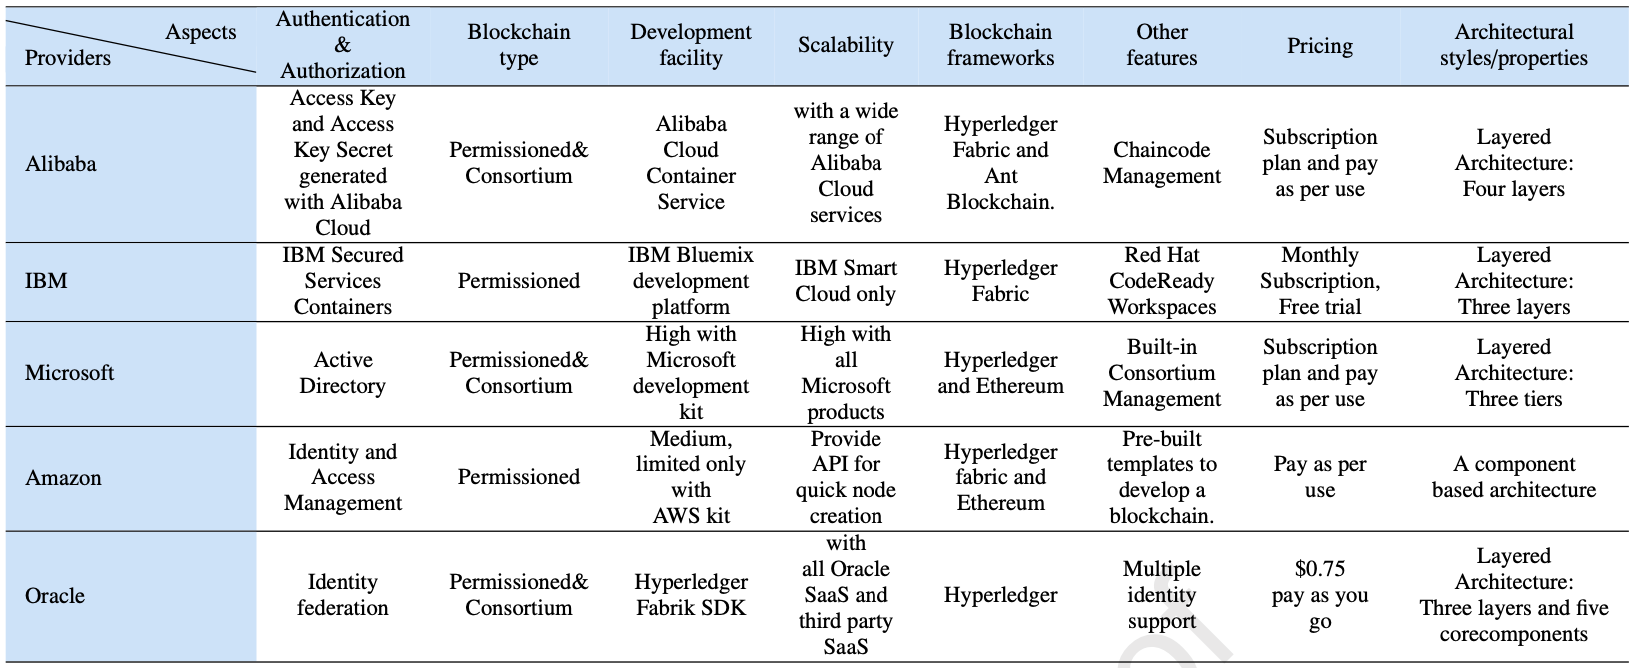 Aspects
Providers
Authentication
&
Authorization
Blockchain
type
Development
facility
Scalability
Blockchain
frameworks
Other
features
Pricing
Architectural
styles/properties
Alibaba
Access Key
and Access
Key Secret
generated
with Alibaba
Cloud
Permissioned&
Consortium
Alibaba
Cloud
Container
Service
with a wide
range of
Alibaba
Cloud
services
Hyperledger
Fabric and
Ant
Blockchain.
Chaincode
Management
Subscription
plan and pay
as per use
Layered
Architecture:
Four layers
IBM
IBM Secured
Services
Containers
Permissioned
IBM Bluemix
development
platform
IBM Smart
Cloud only
Hyperledger
Fabric
Red Hat
CodeReady
Workspaces
Monthly
Subscription,
Free trial
Layered
Architecture:
Three layers
Microsoft
Active
Directory
Permissioned&
Consortium
High with
Microsoft
development
kit
High with
all
Microsoft
products
Hyperledger
and Ethereum
Built-in
Consortium
Management
Subscription
plan and pay
as per use
Layered
Architecture:
Three tiers
Amazon
Identity and
Access
Management
Permissioned
Medium,
limited only
with
AWS kit
Provide
API for
quick node
creation
Hyperledger
fabric and
Ethereum
Pre-built
templates to
develop a
blockchain.
Pay as per
use
A component
based architecture
Oracle
Identity
federation
Permissioned&
Consortium
Hyperledger
Fabrik SDK
with
all Oracle
SaaS and
third party
SaaS
Hyperledger
Multiple
identity
support
$0.75
pay as you
go
Layered
Architecture:
Three layers and five
corecomponents